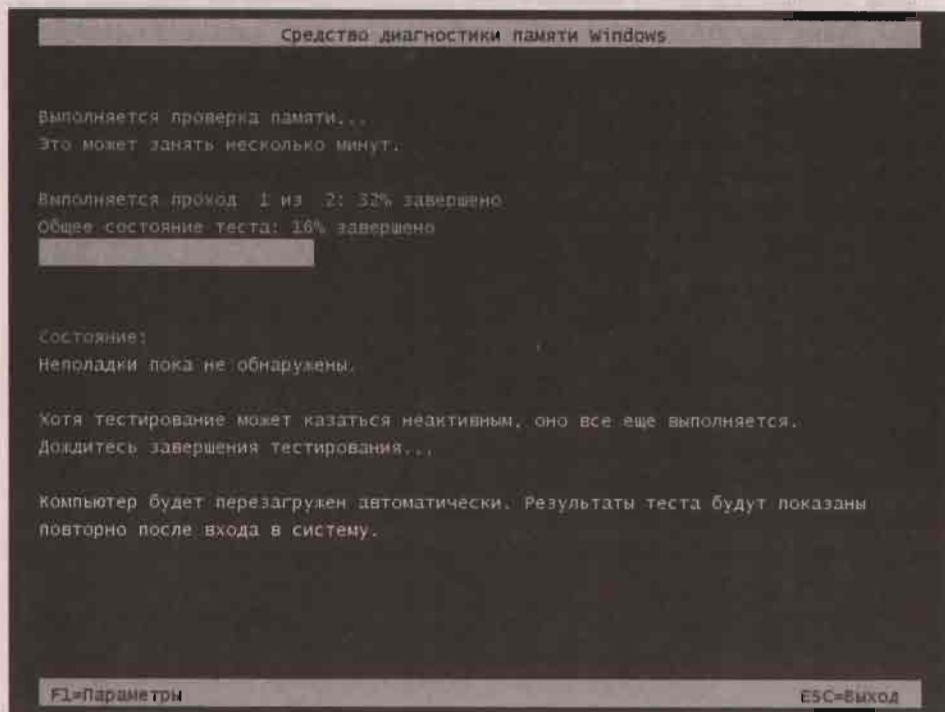 Средство диагностики памяти Windows
Выполняется проверка памяти...
Это может занять несколько минут.
Выполняется проход 1 из 2: 32% завершено
Общее состояние теста: 16% завершено
Состояние:
Неполадки пока не обнаружены.
Хотя тестирование может казаться неактивным, оно все еще выполняется.
Дождитесь завершения тестирования...
Компьютер будет перезагружен автоматически. Результаты теста будут показаны
повторно после входа в систему.
F1=Параметры
ESC=Выход